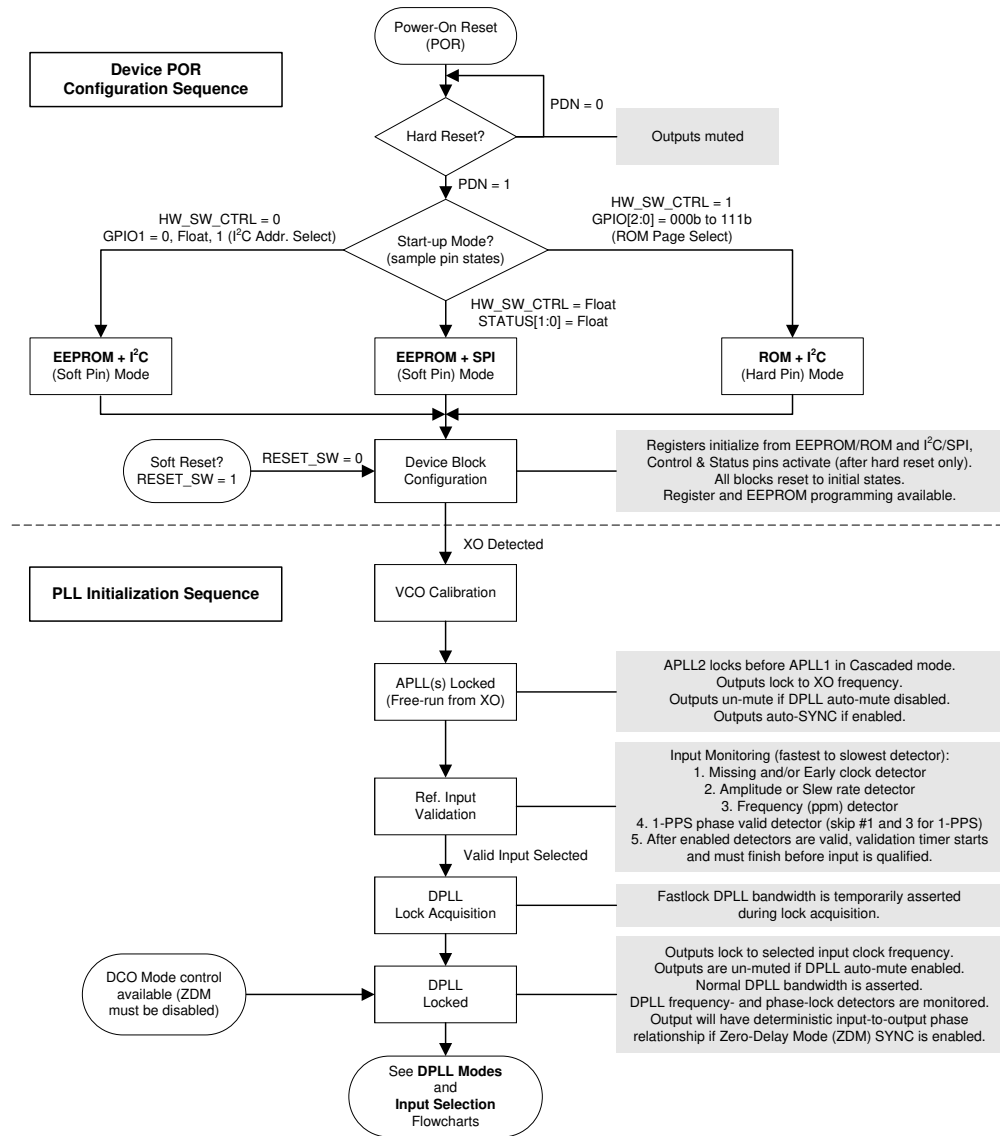 Power-On Reset
(POR)
Device POR
Configuration Sequence
PDN = 0
Hard Reset?
Outputs muted
PDN = 1
HW_SW_CTRL = 0
GPIO1 = 0, Float, 1 (I²C Addr. Select)
HW_SW_CTRL = 1
GPIO[2:0] = 000b to 111b
(ROM Page Select)
Start-up Mode?
(sample pin states)
HW_SW_CTRL = Float
STATUS[1:0] = Float
EEPROM + I²C
(Soft Pin) Mode
EEPROM + SPI
(Soft Pin) Mode
ROM + I²C
(Hard Pin) Mode
Soft Reset?
RESET_SW = 1
RESET_SW = 0
Device Block
Configuration
Registers initialize from EEPROM/ROM and I²C/SPI,
Control & Status pins activate (after hard reset only).
All blocks reset to initial states.
Register and EEPROM programming available.
XO Detected
PLL Initialization Sequence
VCO Calibration
APLL(s) Locked
(Free-run from XO)
APLL2 locks before APLL1 in Cascaded mode.
Outputs lock to XO frequency.
Outputs un-mute if DPLL auto-mute disabled.
Outputs auto-SYNC if enabled.
Ref. Input
Validation
Input Monitoring (fastest to slowest detector):
1. Missing and/or Early clock detector
2. Amplitude or Slew rate detector
3. Frequency (ppm) detector
4. 1-PPS phase valid detector (skip #1 and 3 for 1-PPS)
5. After enabled detectors are valid, validation timer starts
and must finish before input is qualified.
Valid Input Selected
DPLL
Lock Acquisition
Fastlock DPLL bandwidth is temporarily asserted
during lock acquisition.
DCO Mode control
available (ZDM
must be disabled)
DPLL
Locked
Outputs lock to selected input clock frequency.
Outputs are un-muted if DPLL auto-mute enabled.
Normal DPLL bandwidth is asserted.
DPLL frequency- and phase-lock detectors are monitored.
Output will have deterministic input-to-output phase
relationship if Zero-Delay Mode (ZDM) SYNC is enabled.
See DPLL Modes
and
Input Selection
Flowcharts